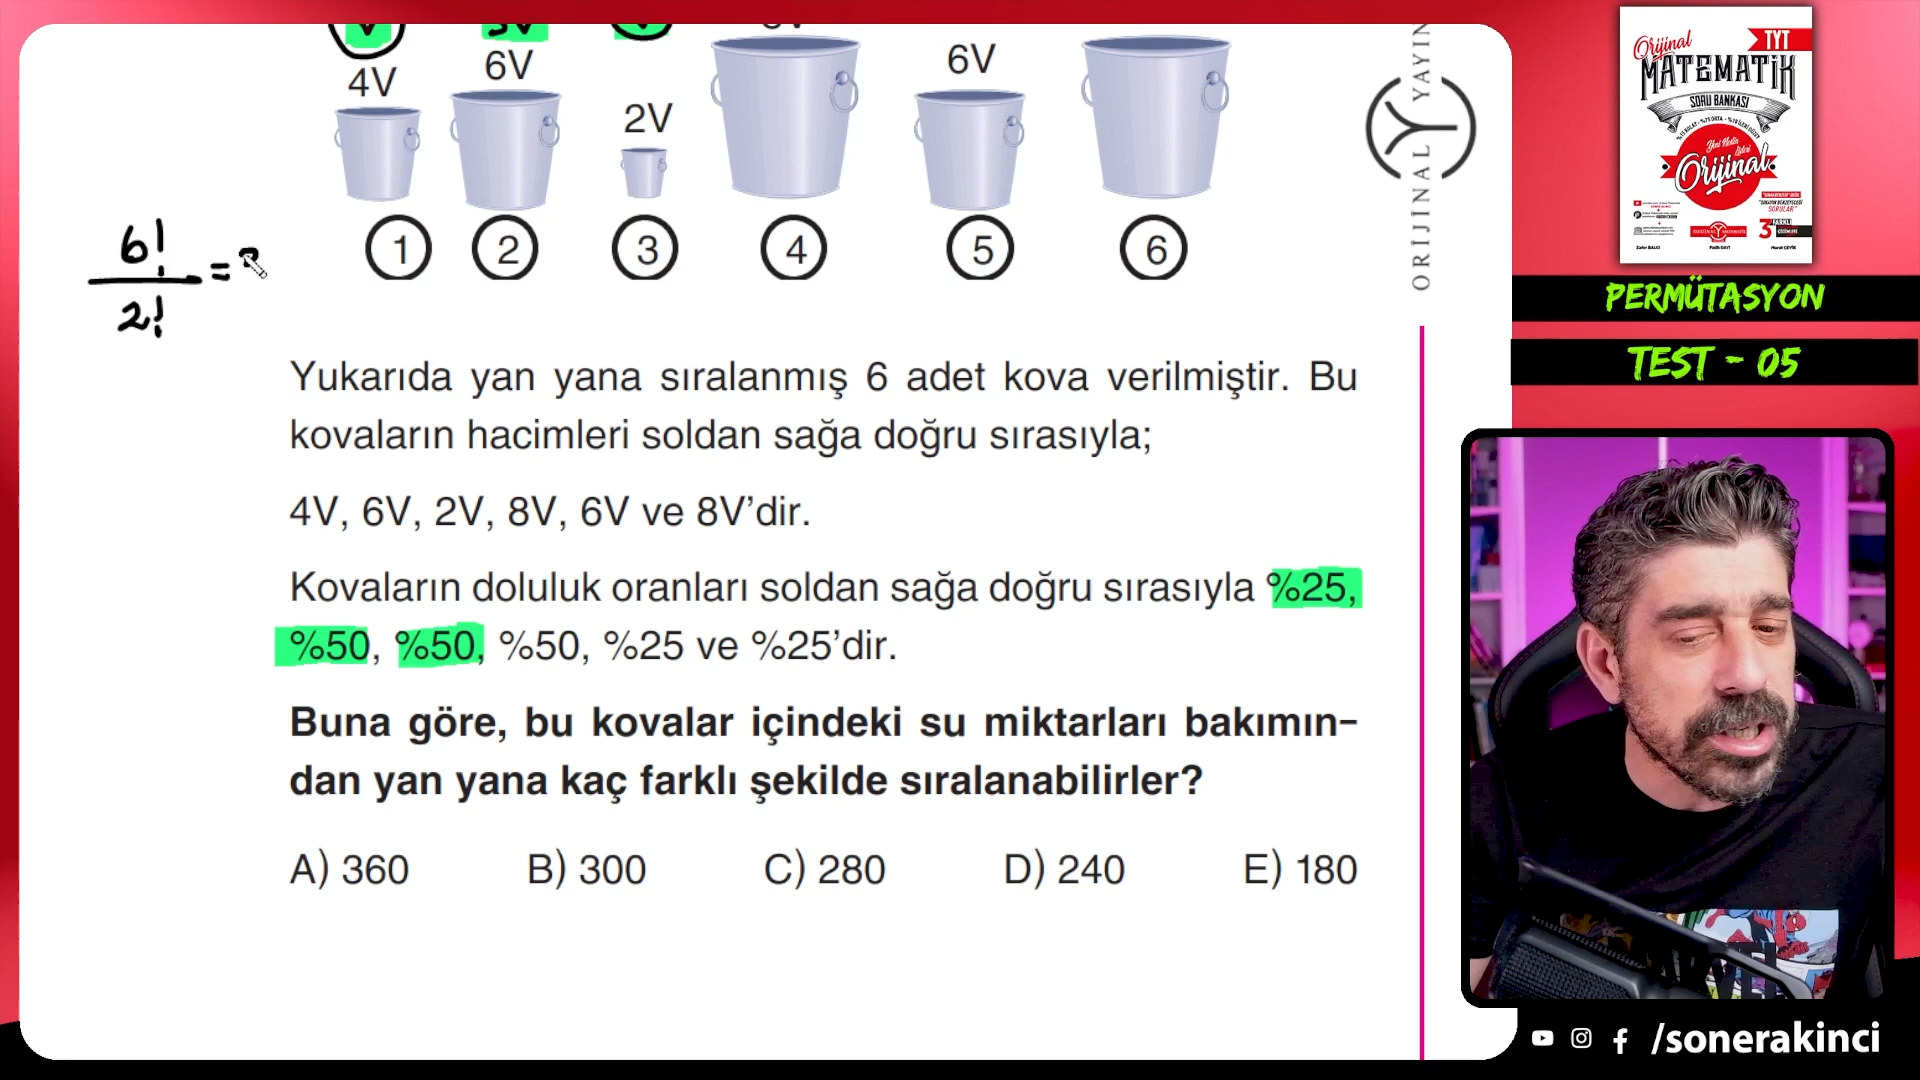 V 3V V
4V 6V 2V 6V
1 2 3 4 5 6
6!
2! =
Yukarıda yan yana sıralanmış 6 adet kova verilmiştir. Bu
kovaların hacimleri soldan sağa doğru sırasıyla;
4V, 6V, 2V, 8V, 6V ve 8V’dir.
Kovaların doluluk oranları soldan sağa doğru sırasıyla %25,
%50, %50, %50, %25 ve %25’dir.
Buna göre, bu kovalar içindeki su miktarları bakımın-
dan yan yana kaç farklı şekilde sıralanabilirler?
A) 360 B) 300 C) 280 D) 240 E) 180
ORİJİNAL YAYIN
Orijinal
TYT
MATEMATİK
SORU BANKASI
Orijinal
PERMÜTASYON
TEST - 05
/sonerakinci